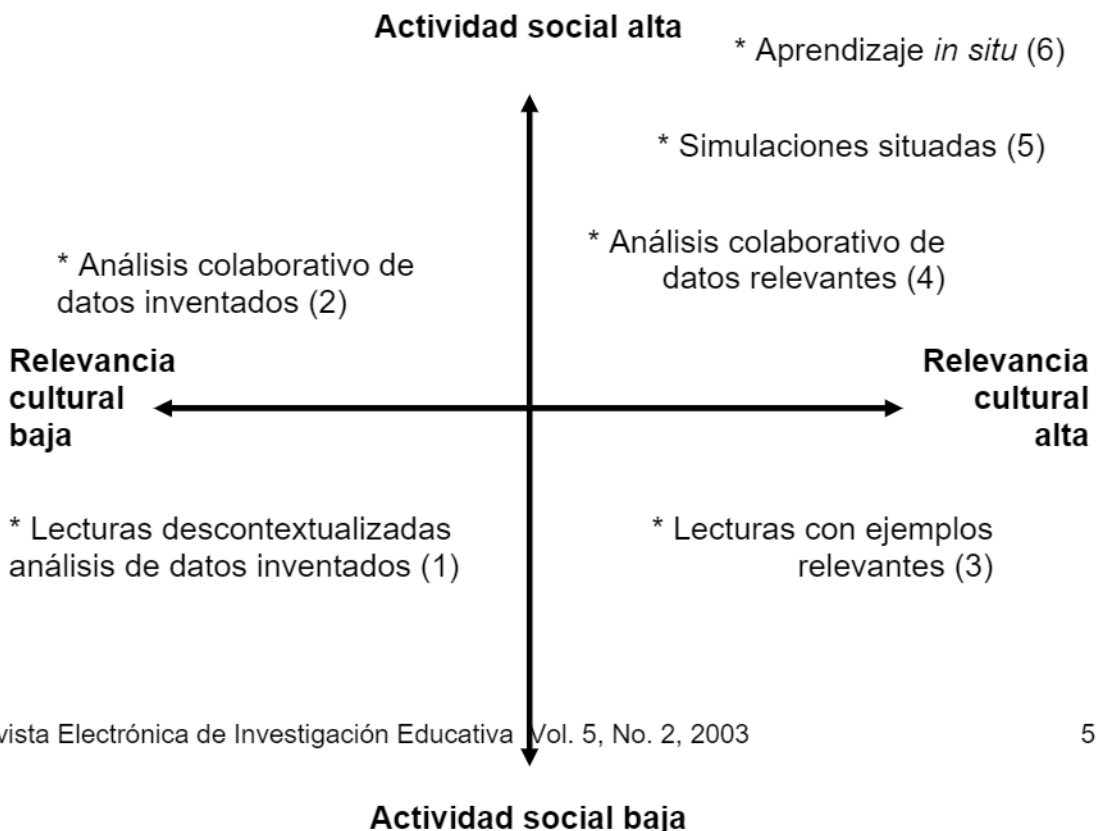 Actividad social alta
* Aprendizaje in situ (6)
* Simulaciones situadas (5)
* Análisis colaborativo de
datos inventados (2)
* Análisis colaborativo de
datos relevantes (4)
Relevancia
cultural
baja
Relevancia
cultural
alta
* Lecturas descontextualizadas
análisis de datos inventados (1)
* Lecturas con ejemplos
relevantes (3)
vista Electrónica de Investigación Educativa Vol. 5, No. 2, 2003 5
Actividad social baja